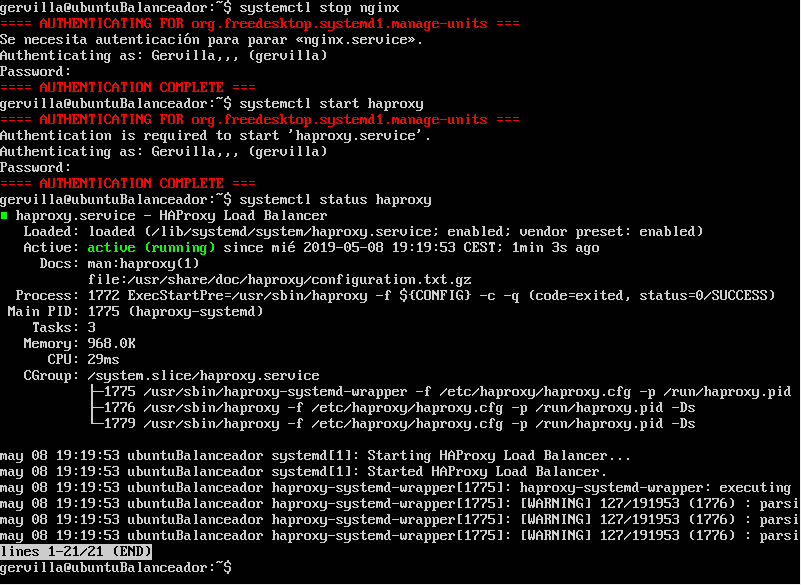 gervilla@ubuntuBalanceador:~$ systemctl stop nginx
==== AUTHENTICATING FOR org.freedesktop.systemd1.manage-units ===
Se necesita autenticación para parar «nginx.service».
Authenticating as: Gervilla,,, (gervilla)
Password:
==== AUTHENTICATION COMPLETE ===
gervilla@ubuntuBalanceador:~$ systemctl start haproxy
==== AUTHENTICATING FOR org.freedesktop.systemd1.manage-units ===
Authentication is required to start 'haproxy.service'.
Authenticating as: Gervilla,,, (gervilla)
Password:
==== AUTHENTICATION COMPLETE ===
gervilla@ubuntuBalanceador:~$ systemctl status haproxy
■ haproxy.service - HAProxy Load Balancer
   Loaded: loaded (/lib/systemd/system/haproxy.service; enabled; vendor preset: enabled)
   Active: active (running) since mié 2019-05-08 19:19:53 CEST; 1min 3s ago
     Docs: man:haproxy(1)
           file:/usr/share/doc/haproxy/configuration.txt.gz
  Process: 1772 ExecStartPre=/usr/sbin/haproxy -f ${CONFIG} -c -q (code=exited, status=0/SUCCESS)
 Main PID: 1775 (haproxy-systemd)
    Tasks: 3
   Memory: 968.0K
      CPU: 29ms
   CGroup: /system.slice/haproxy.service
           ├─1775 /usr/sbin/haproxy-systemd-wrapper -f /etc/haproxy/haproxy.cfg -p /run/haproxy.pid
           ├─1776 /usr/sbin/haproxy -f /etc/haproxy/haproxy.cfg -p /run/haproxy.pid -Ds
           └─1779 /usr/sbin/haproxy -f /etc/haproxy/haproxy.cfg -p /run/haproxy.pid -Ds
may 08 19:19:53 ubuntuBalanceador systemd[1]: Starting HAProxy Load Balancer...
may 08 19:19:53 ubuntuBalanceador systemd[1]: Started HAProxy Load Balancer.
may 08 19:19:53 ubuntuBalanceador haproxy-systemd-wrapper[1775]: haproxy-systemd-wrapper: executing
may 08 19:19:53 ubuntuBalanceador haproxy-systemd-wrapper[1775]: [WARNING] 127/191953 (1776) : parsi
may 08 19:19:53 ubuntuBalanceador haproxy-systemd-wrapper[1775]: [WARNING] 127/191953 (1776) : parsi
may 08 19:19:53 ubuntuBalanceador haproxy-systemd-wrapper[1775]: [WARNING] 127/191953 (1776) : parsi
lines 1-21/21 (END)
gervilla@ubuntuBalanceador:~$